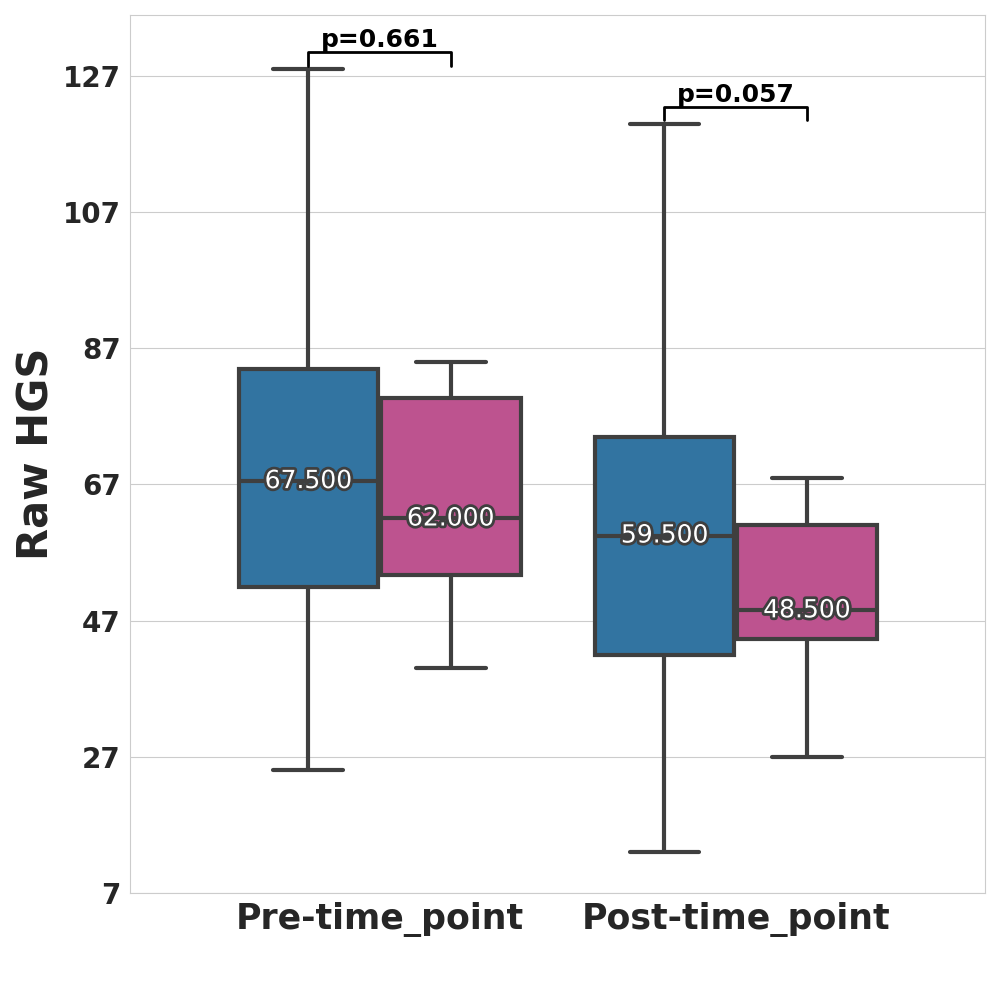 p=0.661
p=0.057
127
107
87
67
47
27
7
Raw HGS
67.500
62.000
59.500
48.500
Pre-time_point
Post-time_point